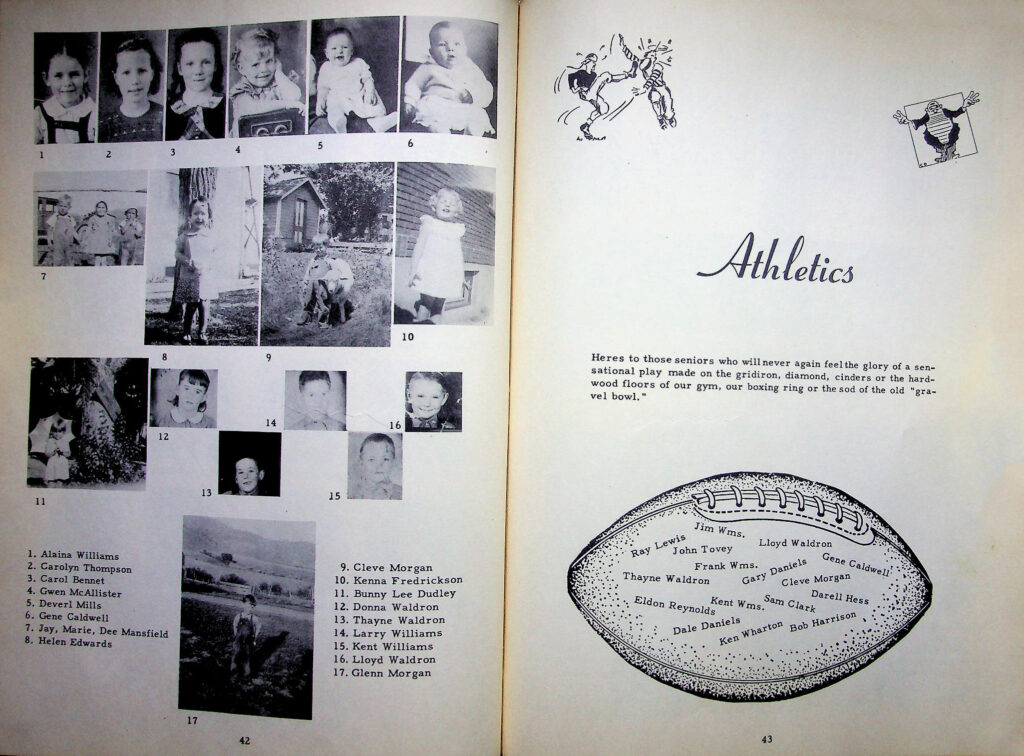 1
2
3
4
5
6
7
8
9
10
11
12
13
14
15
16
17
1. Alaina Williams
2. Carolyn Thompson
3. Carol Bennet
4. Gwen McAllister
5. Deverl Mills
6. Gene Caldwell
7. Jay, Marie, Dee Mansfield
8. Helen Edwards
9. Cleve Morgan
10. Kenna Fredrickson
11. Bunny Lee Dudley
12. Donna Waldron
13. Thayne Waldron
14. Larry Williams
15. Kent Williams
16. Lloyd Waldron
17. Glenn Morgan
42
Athletics
Heres to those seniors who will never again feel the glory of a sen-
sational play made on the gridiron, diamond, cinders or the hard-
wood floors of our gym, our boxing ring or the sod of the old "gra-
vel bowl."
Jim Wms.
Ray Lewis
Lloyd Waldron
John Tovey
Gene Caldwell
Frank Wms.
Gary Daniels
Thayne Waldron
Cleve Morgan
Darell Hess
Eldon Reynolds
Kent Wms.
Sam Clark
Dale Daniels
Ken Wharton
Bob Harrison
43